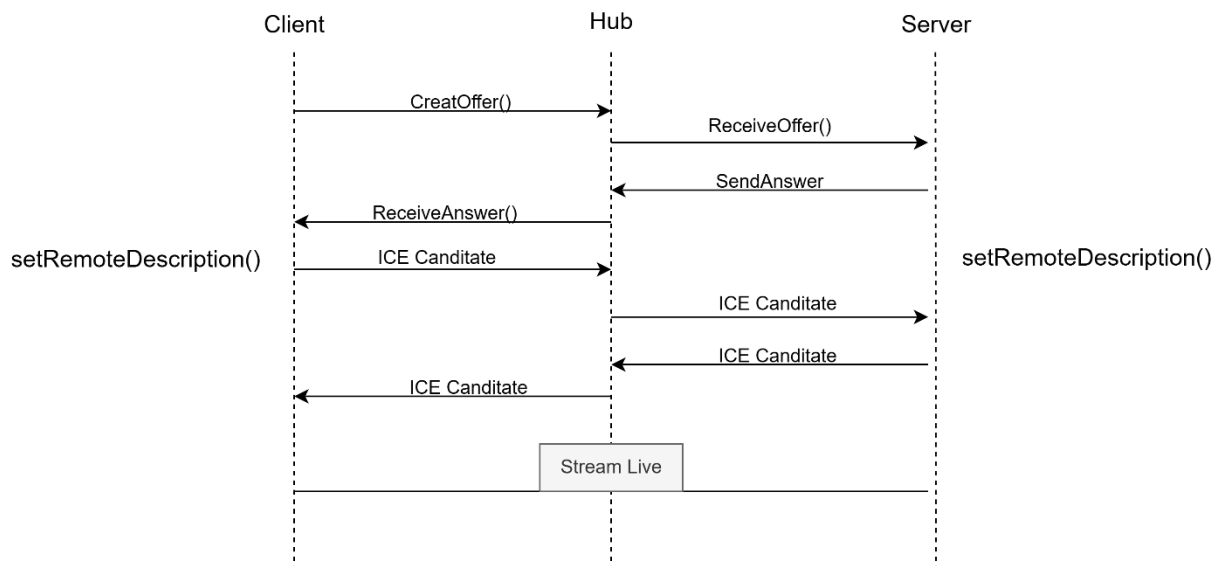 Client
Hub
Server
CreatOffer()
ReceiveOffer()
SendAnswer
ReceiveAnswer()
setRemoteDescription()
ICE Canditate
setRemoteDescription()
ICE Canditate
ICE Canditate
ICE Canditate
Stream Live